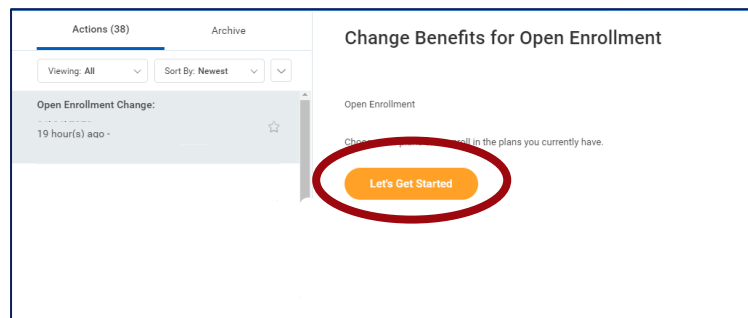 Actions (38)
Archive
Viewing: All
Sort By: Newest
Open Enrollment Change:
19 hour(s) ago -
Change Benefits for Open Enrollment
Open Enrollment
in the plans you currently have.
Let's Get Started